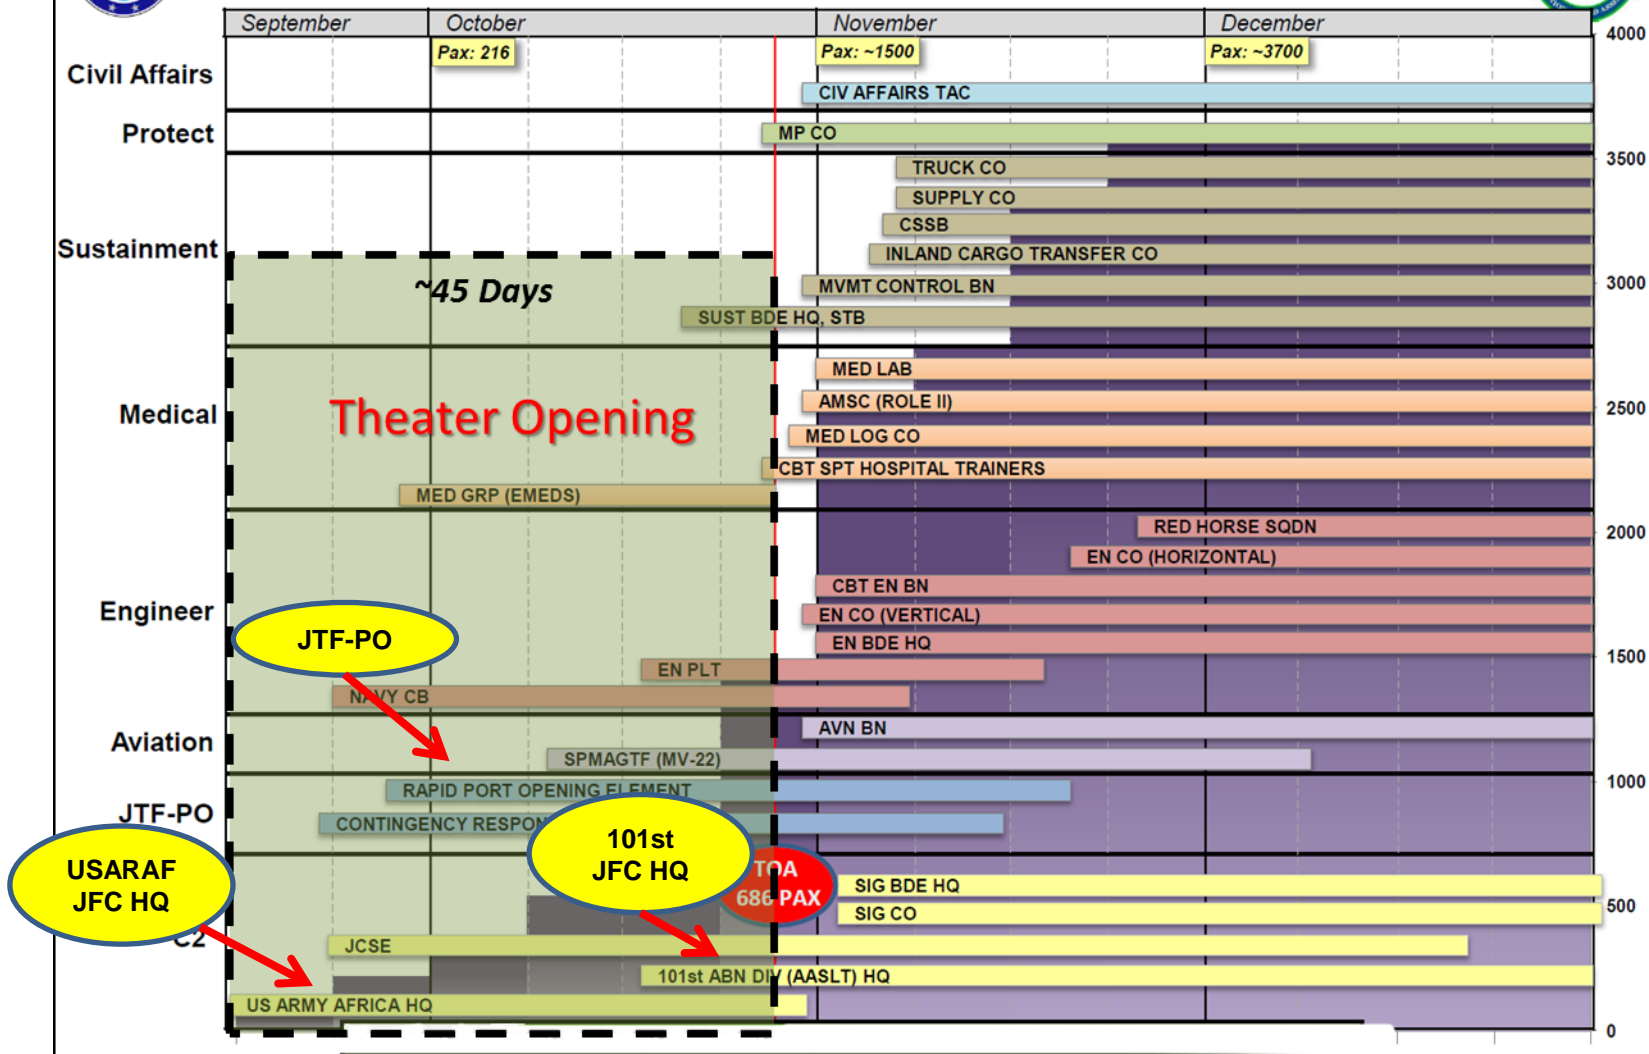 September
October
November
December
4000
Pax: 216
Pax: ~1500
Pax: ~3700
Civil Affairs
CIV AFFAIRS TAC
Protect
MP CO
3500
TRUCK CO
SUPPLY CO
CSSB
Sustainment
INLAND CARGO TRANSFER CO
~45 Days
MVMT CONTROL BN
3000
SUST BDE HQ, STB
MED LAB
Theater Opening
AMSC (ROLE II)
2500
Medical
MED LOG CO
CBT SPT HOSPITAL TRAINERS
MED GRP (EMEDS)
RED HORSE SQDN
2000
EN CO (HORIZONTAL)
CBT EN BN
Engineer
EN CO (VERTICAL)
JTF-PO
EN BDE HQ
1500
EN PLT
NAVY CB
AVN BN
Aviation
SPMAGTF (MV-22)
1000
RAPID PORT OPENING ELEMENT
JTF-PO
CONTINGENCY RESPON
101st
JFC HQ
USARAF
JFC HQ
TOA
686 PAX
SIG BDE HQ
500
SIG CO
C2
JCSE
101st ABN DIV (AASLT) HQ
US ARMY AFRICA HQ
0